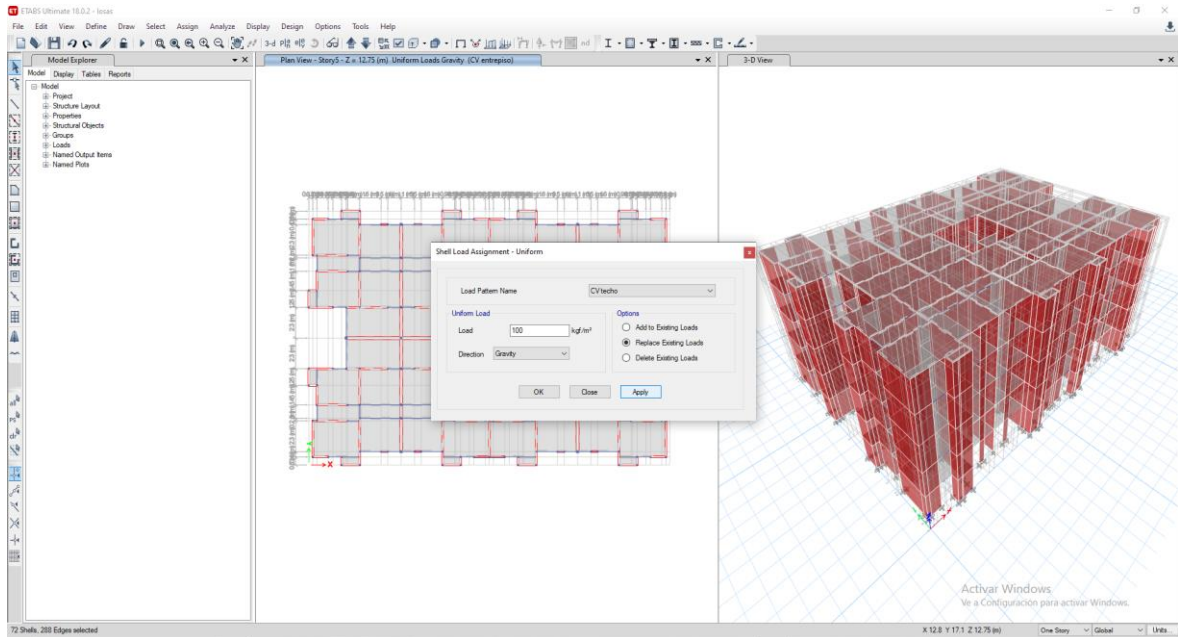 ETABS Ultimate 18.0.2 - losas
File Edit View Define Draw Select Assign Analyze Display Design Options Tools Help
Model Explorer
Model Display Tables Reports
Model
Project
Structure Layout
Properties
Structural Objects
Groups
Loads
Named Output Items
Named Plots
Plan View - Story5 - Z = 12.75 (m) Uniform Loads Gravity (CV entrepiso)
3-D View
Shell Load Assignment - Uniform
Load Pattern Name CV techo
Uniform Load
Load 100 kgf/m²
Direction Gravity
Options
Add to Existing Loads
Replace Existing Loads
Delete Existing Loads
OK Close Apply
X
Activar Windows
Ve a Configuración para activar Windows.
72 Shells, 288 Edges selected
X 12.8 Y 17.1 Z 12.75 (m) One Story Global Units...